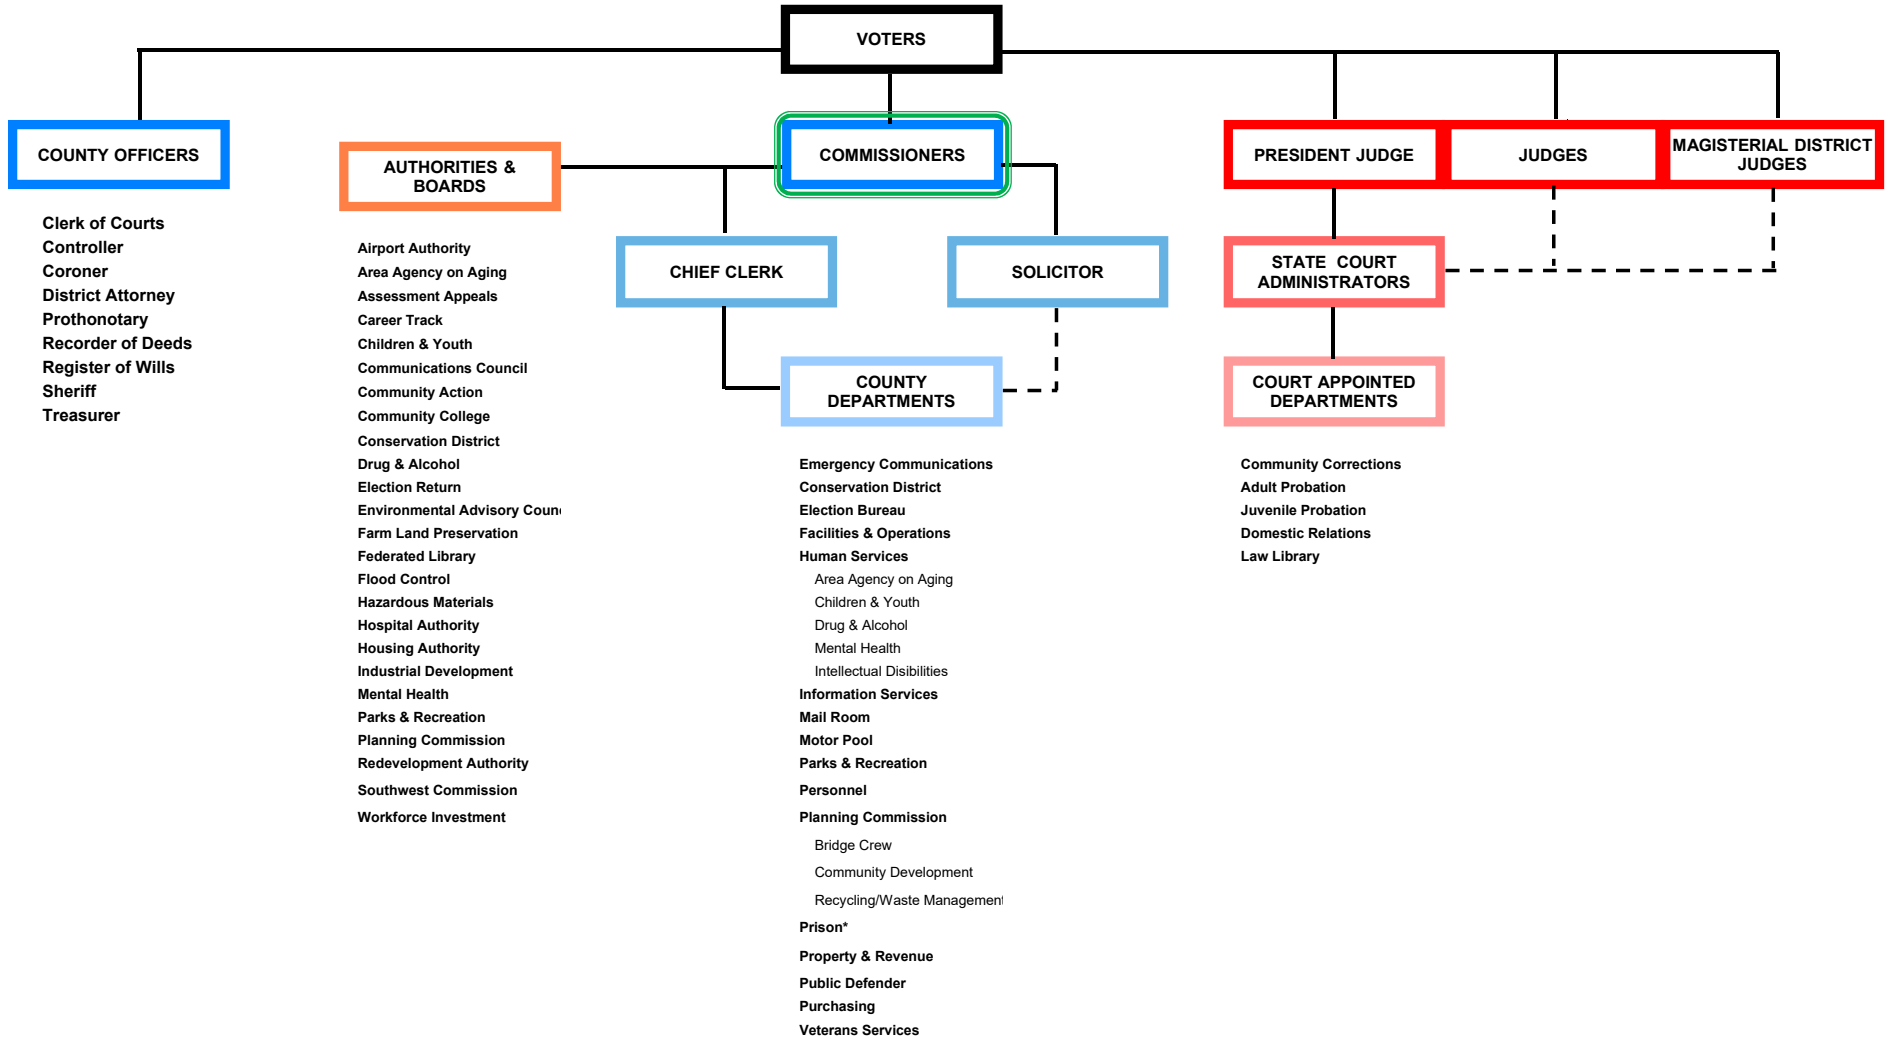 VOTERS
COUNTY OFFICERS
Clerk of Courts
Controller
Coroner
District Attorney
Prothonotary
Recorder of Deeds
Register of Wills
Sheriff
Treasurer
AUTHORITIES &
BOARDS
Airport Authority
Area Agency on Aging
Assessment Appeals
Career Track
Children & Youth
Communications Council
Community Action
Community College
Conservation District
Drug & Alcohol
Election Return
Environmental Advisory Coun
Farm Land Preservation
Federated Library
Flood Control
Hazardous Materials
Hospital Authority
Housing Authority
Industrial Development
Mental Health
Parks & Recreation
Planning Commission
Redevelopment Authority
Southwest Commission
Workforce Investment
COMMISSIONERS
CHIEF CLERK
SOLICITOR
COUNTY
DEPARTMENTS
Emergency Communications
Conservation District
Election Bureau
Facilities & Operations
Human Services
Area Agency on Aging
Children & Youth
Drug & Alcohol
Mental Health
Intellectual Disibilities
Information Services
Mail Room
Motor Pool
Parks & Recreation
Personnel
Planning Commission
Bridge Crew
Community Development
Recycling/Waste Management
Prison*
Property & Revenue
Public Defender
Purchasing
Veterans Services
PRESIDENT JUDGE
JUDGES
MAGISTERIAL DISTRICT
JUDGES
STATE COURT
ADMINISTRATORS
COURT APPOINTED
DEPARTMENTS
Community Corrections
Adult Probation
Juvenile Probation
Domestic Relations
Law Library